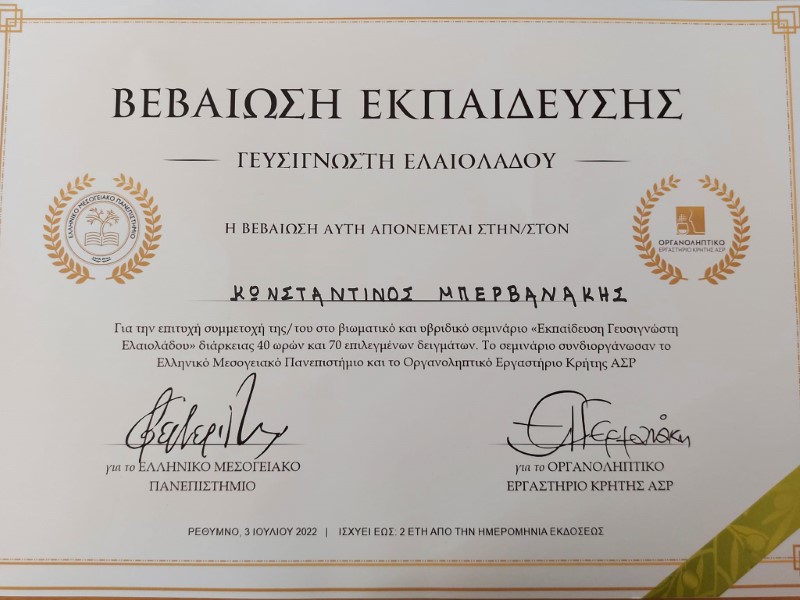 ΒΕΒΑΙΩΣΗ ΕΚΠΑΙΔΕΥΣΗΣ
ΓΕΥΣΙΓΝΩΣΤΗ ΕΛΑΙΟΛΑΔΟΥ
ΕΛΛΗΝΙΚΟ ΜΕΣΟΓΕΙΑΚΟ ΠΑΝΕΠΙΣΤΗΜΙΟ
ΟΡΓΑΝΟΛΗΠΤΙΚΟ
ΕΡΓΑΣΤΗΡΙΟ ΚΡΗΤΗΣ ΑΣΡ
Η ΒΕΒΑΙΩΣΗ ΑΥΤΗ ΑΠΟΝΕΜΕΤΑΙ ΣΤΗΝ/ΣΤΟΝ
ΚΩΝΣΤΑΝΤΙΝΟΣ ΜΠΕΡΒΑΝΑΚΗΣ
Για την επιτυχή συμμετοχή της/του στο βιωματικό και υβριδικό σεμινάριο «Εκπαίδευση Γευσιγνώστη
Ελαιολάδου» διάρκειας 40 ωρών και 70 επιλεγμένων δειγμάτων. Το σεμινάριο συνδιοργάνωσαν το
Ελληνικό Μεσογειακό Πανεπιστήμιο και το Οργανοληπτικό Εργαστήριο Κρήτης ΑΣΡ
για το ΕΛΛΗΝΙΚΟ ΜΕΣΟΓΕΙΑΚΟ
ΠΑΝΕΠΙΣΤΗΜΙΟ
για το ΟΡΓΑΝΟΛΗΠΤΙΚΟ
ΕΡΓΑΣΤΗΡΙΟ ΚΡΗΤΗΣ ΑΣΡ
ΡΕΘΥΜΝΟ, 3 ΙΟΥΛΙΟΥ 2022 | ΙΣΧΥΕΙ ΕΩΣ: 2 ΕΤΗ ΑΠΟ ΤΗΝ ΗΜΕΡΟΜΗΝΙΑ ΕΚΔΟΣΕΩΣ